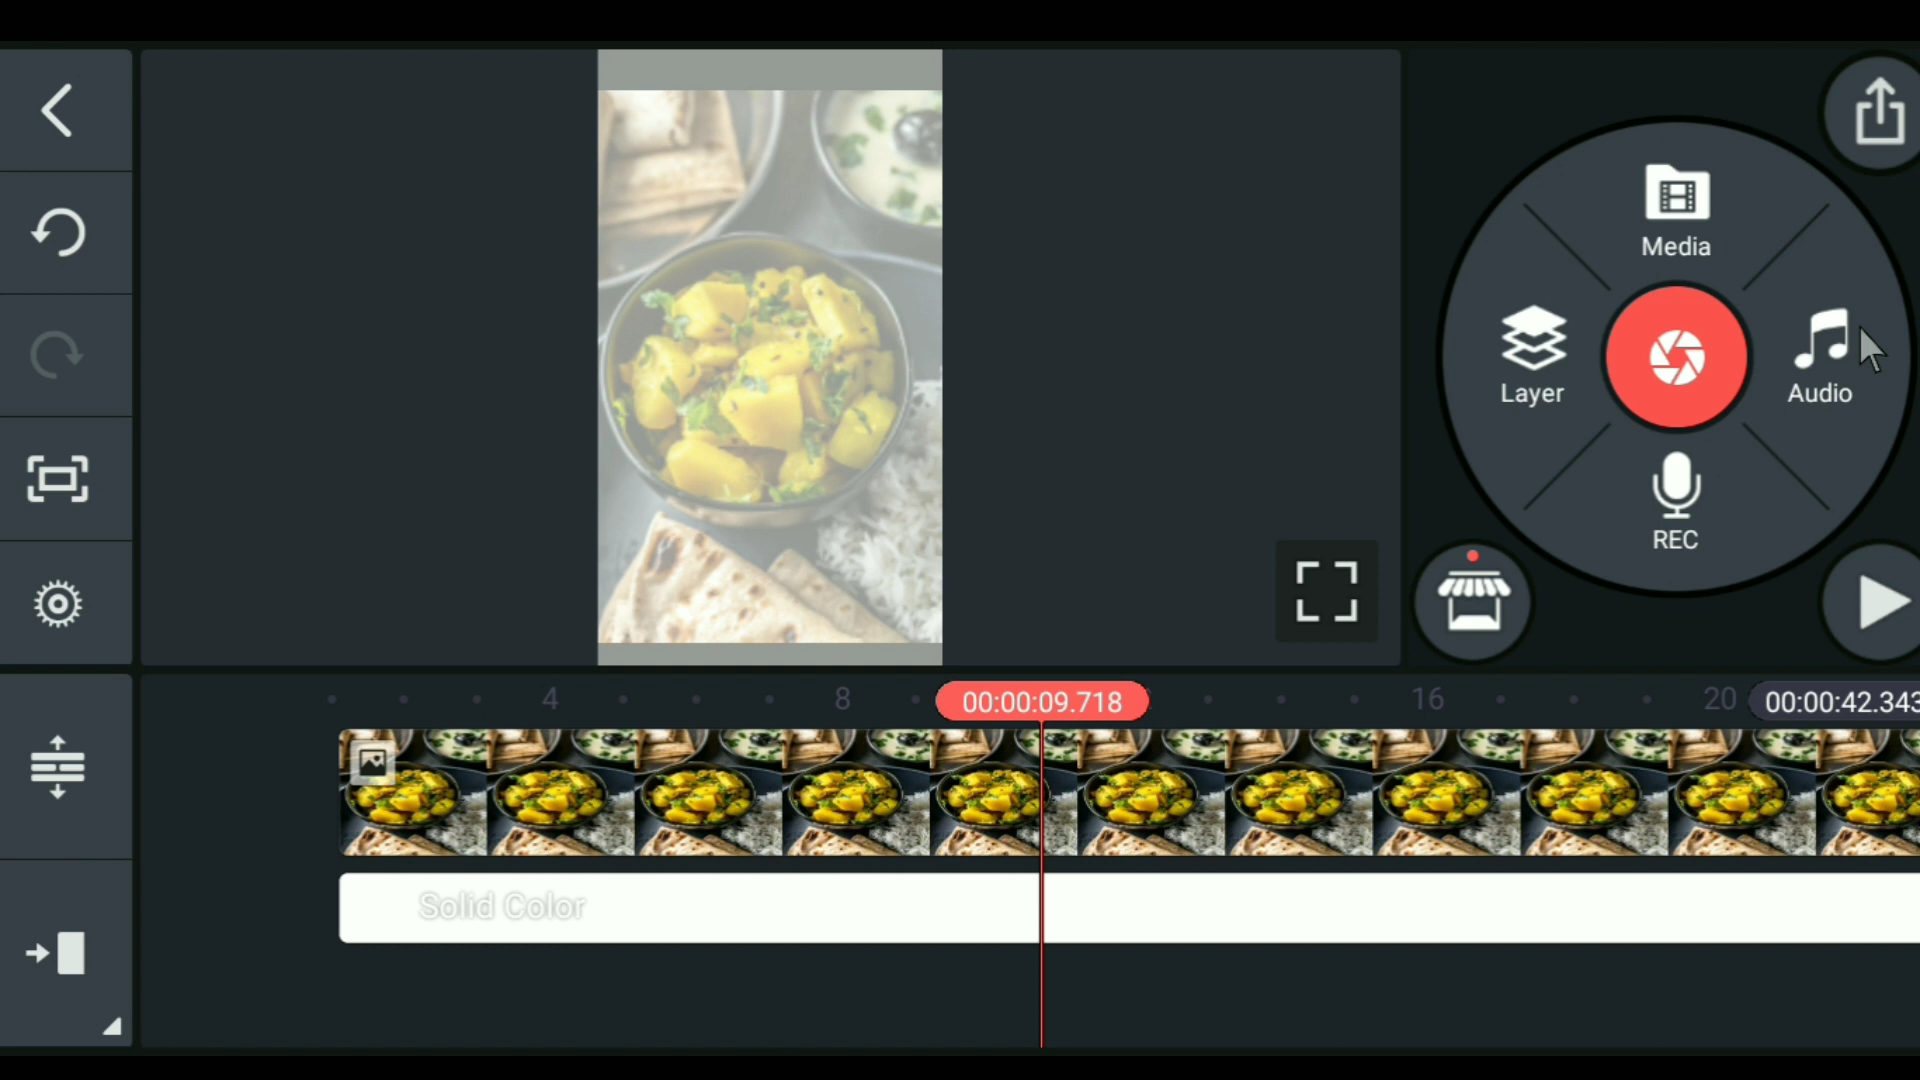 Media
Layer
Audio
REC
4
8
00:00:09.718
16
20
00:00:42.343
Solid Color